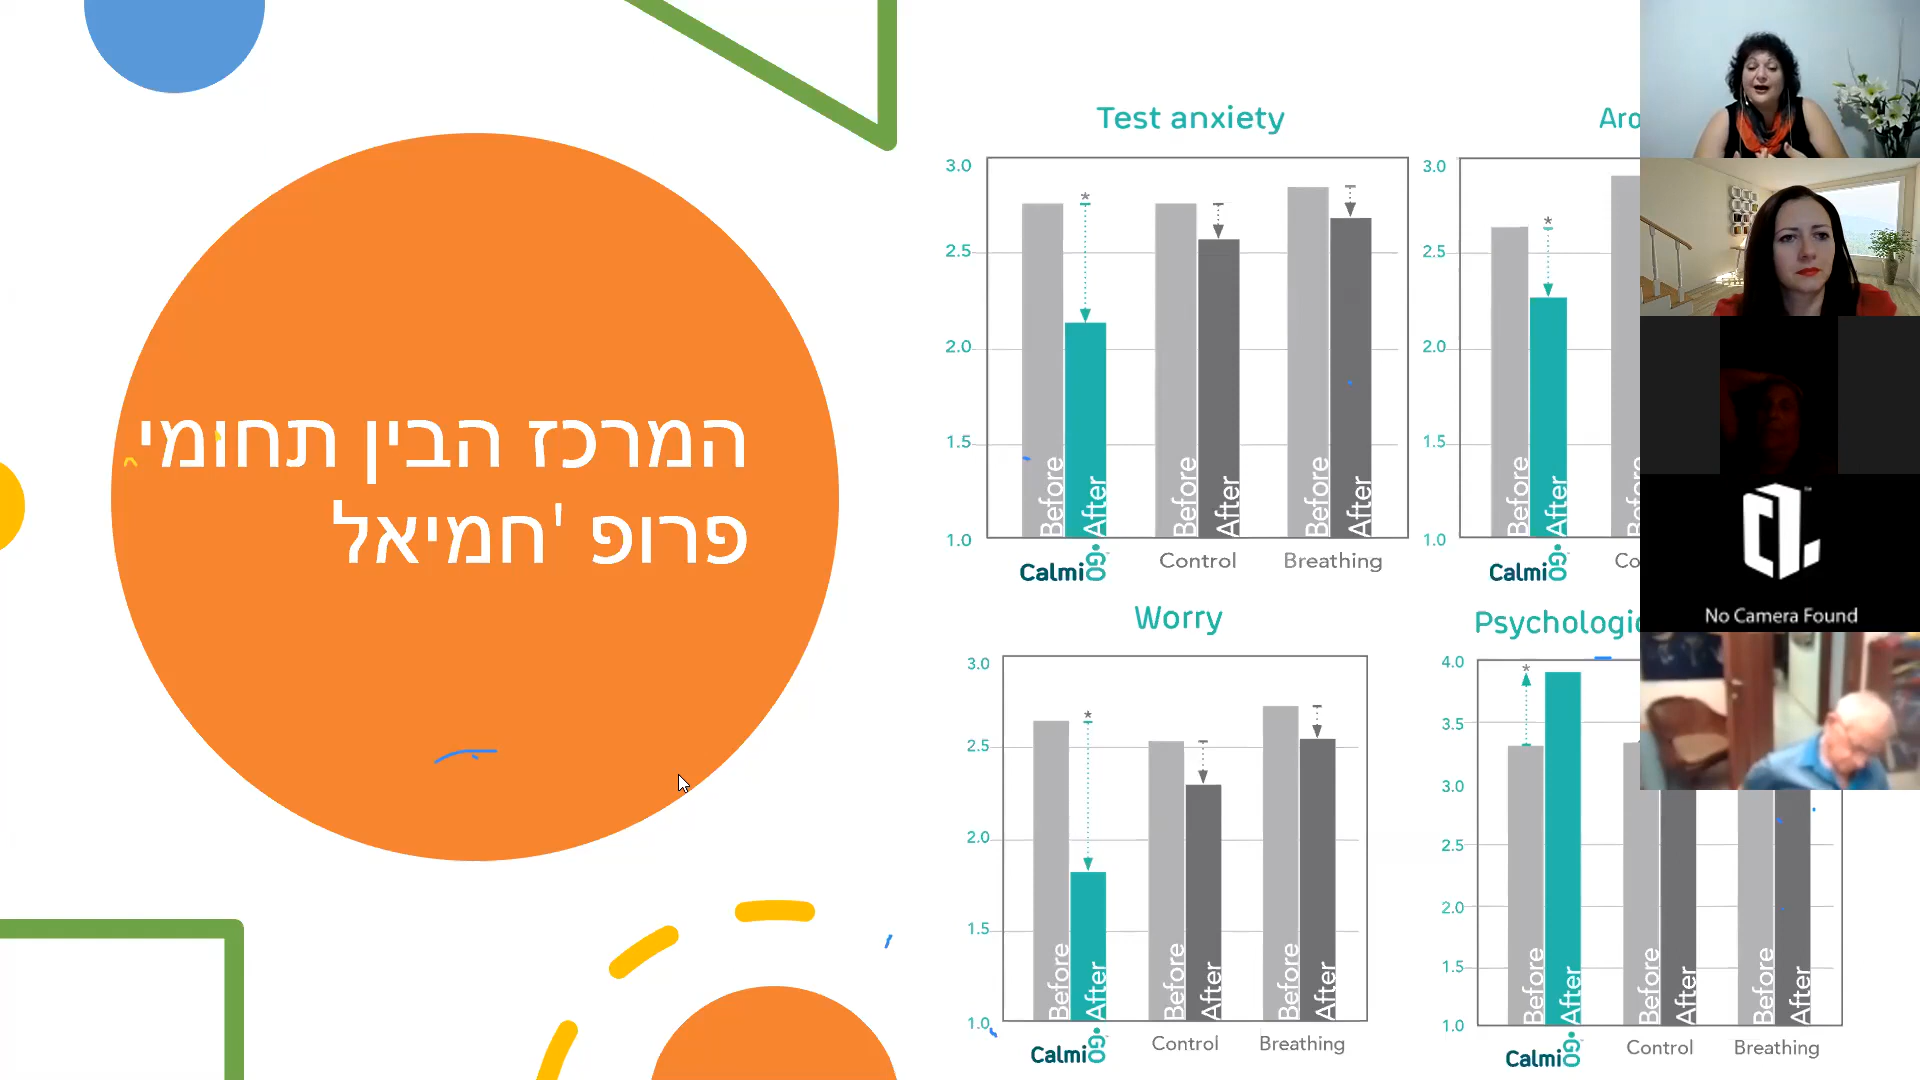 המרכז הבין תחומי
פרופ 'חמיאל
Test anxiety
3.0
2.5
2.0
1.5
1.0
Before
After
Before
After
Before
After
CalmiGO
Control
Breathing
3.0
2.5
2.0
1.5
1.0
Before
After
CalmiGO
Worry
3.0
2.5
2.0
1.5
1.0
Before
After
Before
After
Before
After
CalmiGO
Control
Breathing
4.0
3.5
3.0
2.5
2.0
1.5
1.0
Before
After
Before
After
Before
After
CalmiGO
Control
Breathing
No Camera Found